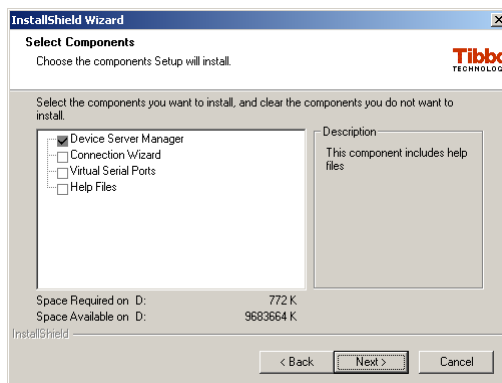 InstallShield Wizard
Select Components
Choose the components Setup will install.
Tibbo
TECHNOLOG
Select the components you want to install, and clear the components you do not want to
install.
Device Server Manager
Connection Wizard
Virtual Serial Ports
Help Files
Description
This component includes help
files
Space Required on D: 772 K
Space Available on D: 9683664 K
InstallShield
< Back
Next >
Cancel